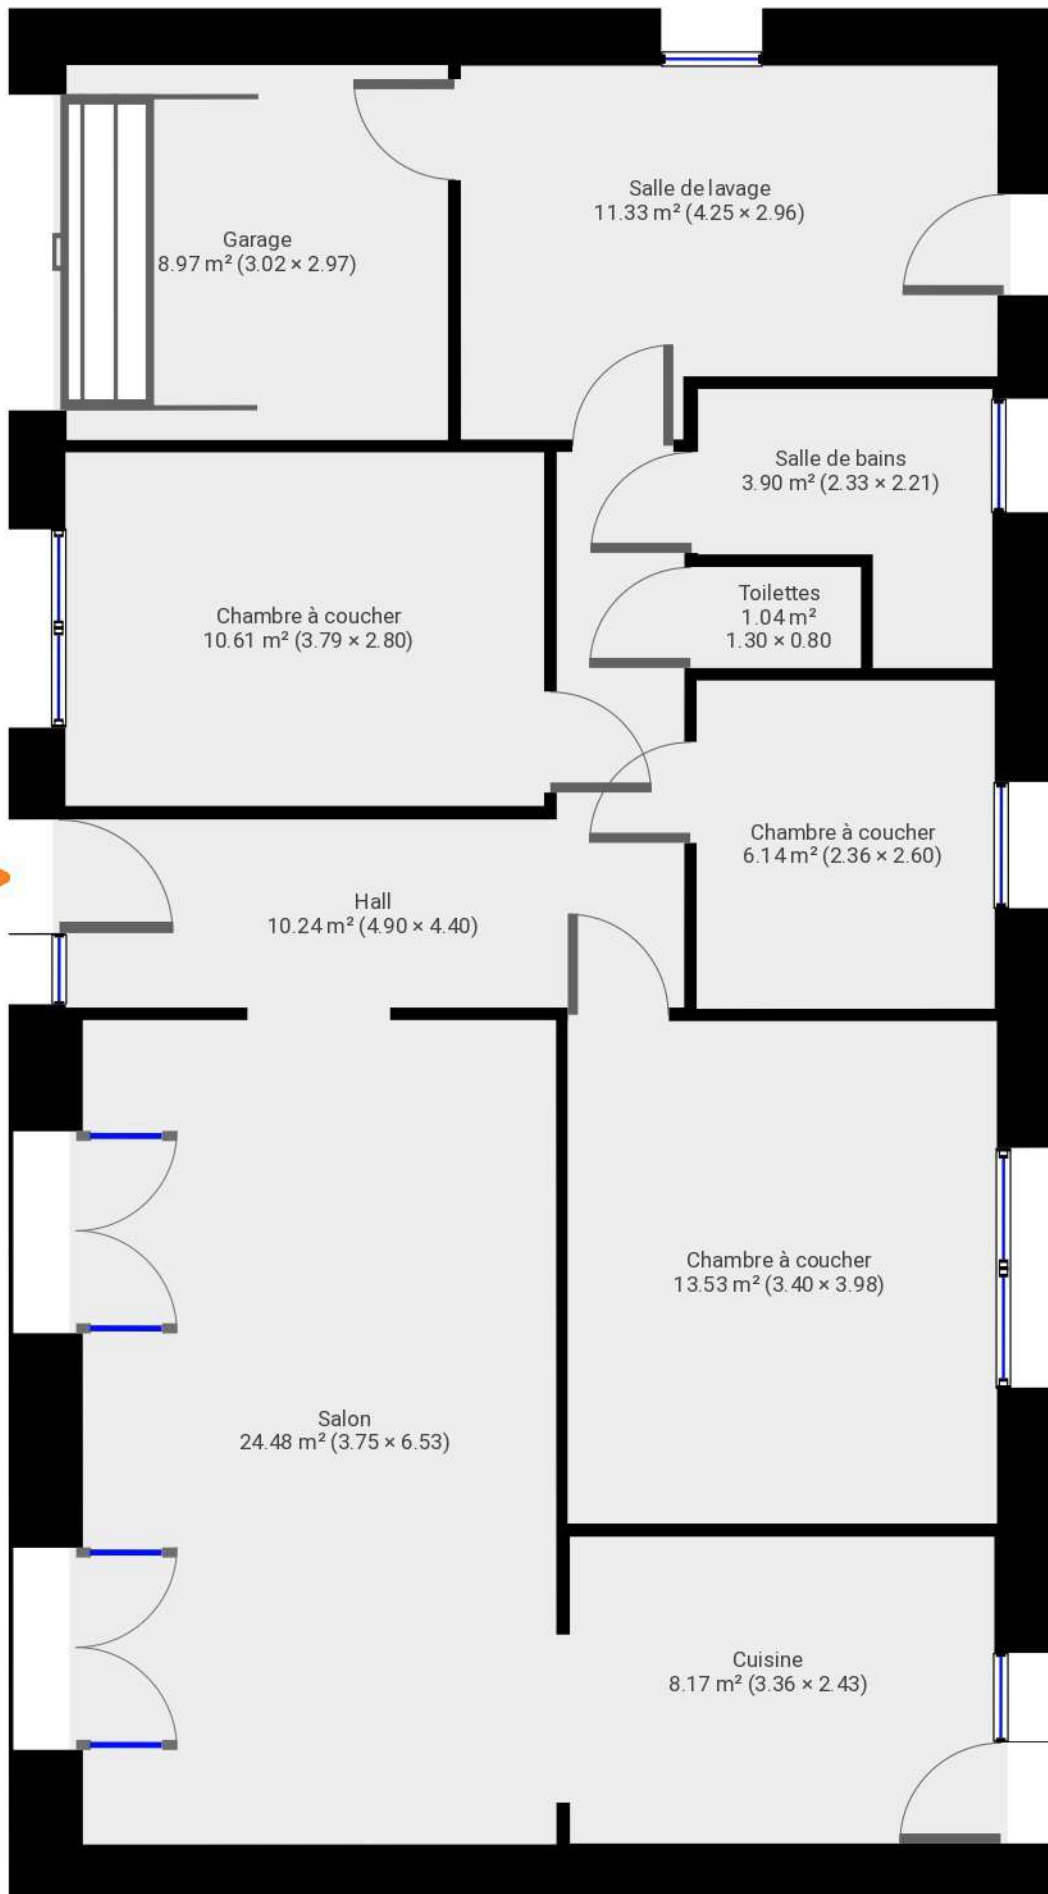 Salle de lavage
11.33 m² (4.25 × 2.96)
Garage
8.97 m² (3.02 × 2.97)
Salle de bains
3.90 m² (2.33 × 2.21)
Toilettes
1.04 m²
1.30 × 0.80
Chambre à coucher
10.61 m² (3.79 × 2.80)
Chambre à coucher
6.14 m² (2.36 × 2.60)
Hall
10.24 m² (4.90 × 4.40)
Chambre à coucher
13.53 m² (3.40 × 3.98)
Salon
24.48 m² (3.75 × 6.53)
Cuisine
8.17 m² (3.36 × 2.43)